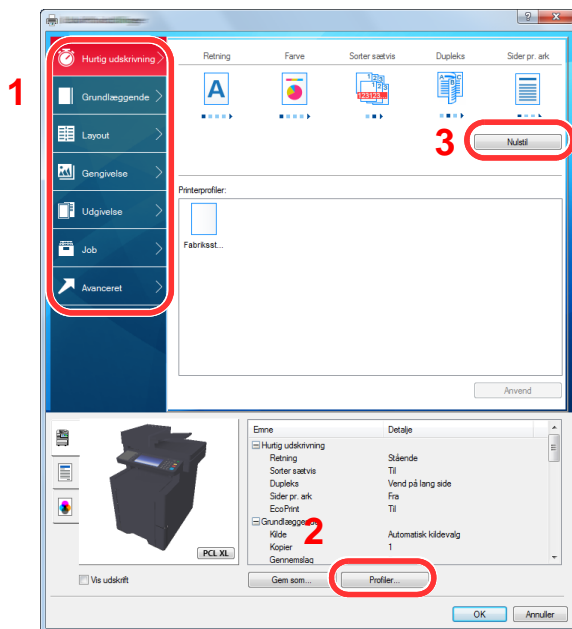 Hurtig udskrivning
Grundlæggende
Layout
Gengivelse
Udgivelse
Job
Avanceret
1
Retning Farve Sorter sætvis Dupleks Sider pr. ark
A 123 123123... A B C
3
Nulstil
Printerprofiler:
Fabriksst...
Anvend
Emne Detalje
Hurtig udskrivning
Retning Stående
Sorter sætvis Til
Dupleks Vend på lang side
Sider pr. ark Fra
EcoPrint Til
Grundlæggende
Kilde Automatisk kildevalg
Kopier 1
Gennemslag
2
PCL XL
Vis udskrift
Gem som...
Profiler...
OK
Annuller